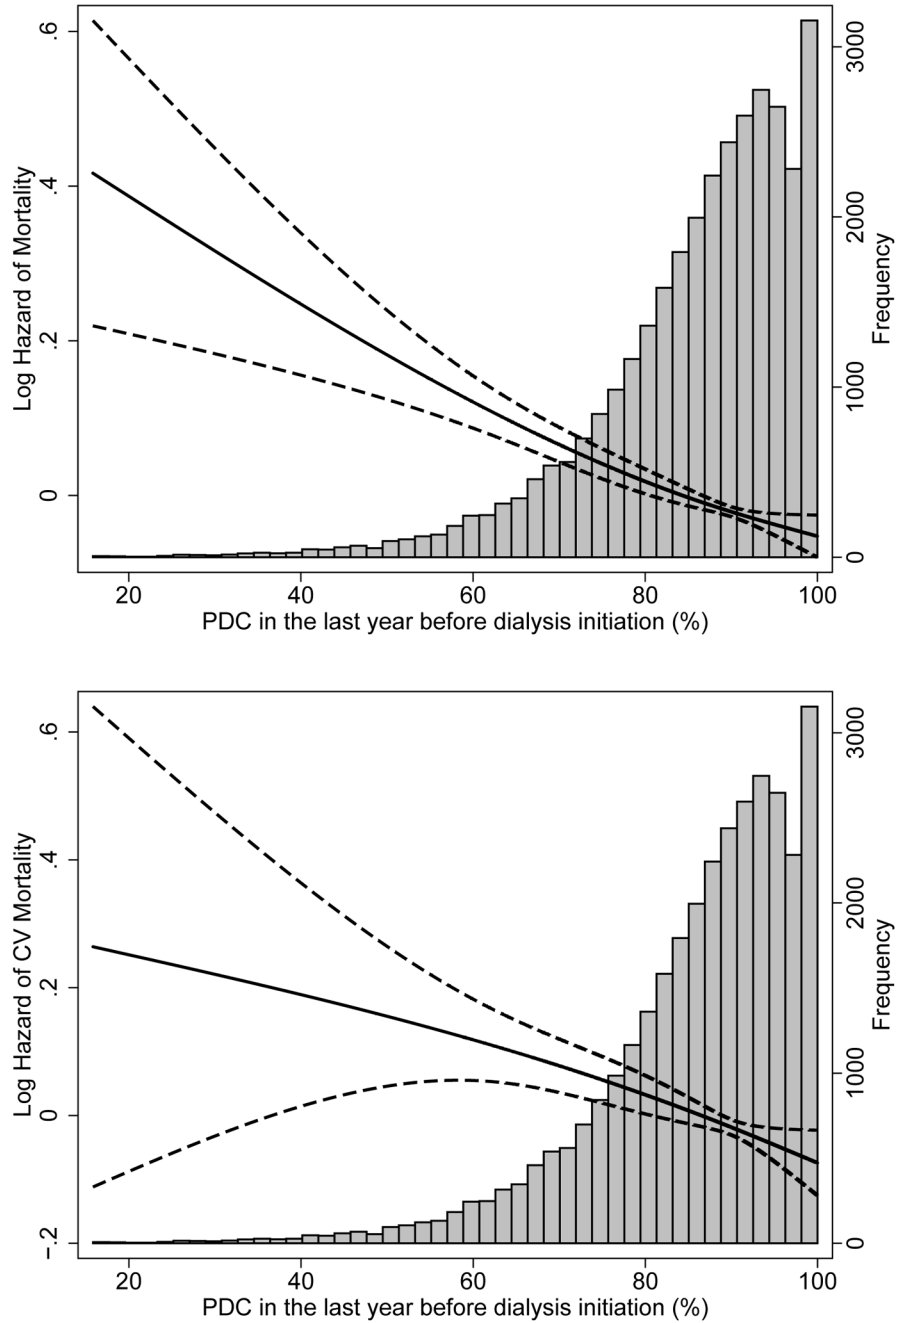 Log Hazard of Mortality
.6
.4
.2
0
3000
2000
1000
0
Frequency
20 40 60 80 100
PDC in the last year before dialysis initiation (%)
Log Hazard of CV Mortality
.6
.4
.2
0
-.2
3000
2000
1000
0
Frequency
20 40 60 80 100
PDC in the last year before dialysis initiation (%)